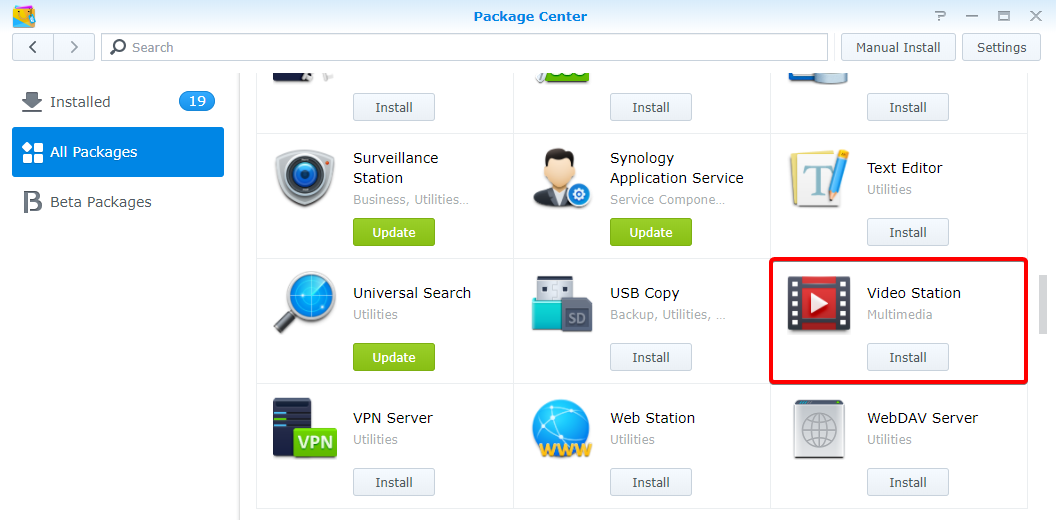 Package Center
Search
Manual Install
Settings
Installed
19
All Packages
Beta Packages
Install
Install
Install
Surveillance
Station
Business, Utilities...
Update
Synology
Application Service
Service Compone...
Update
T
Text Editor
Utilities
Install
Universal Search
Utilities
Update
SD
USB Copy
Backup, Utilities, ...
Install
Video Station
Multimedia
Install
VPN
VPN Server
Utilities
Install
WWW
Web Station
Utilities
Install
WebDAV Server
Utilities
Install